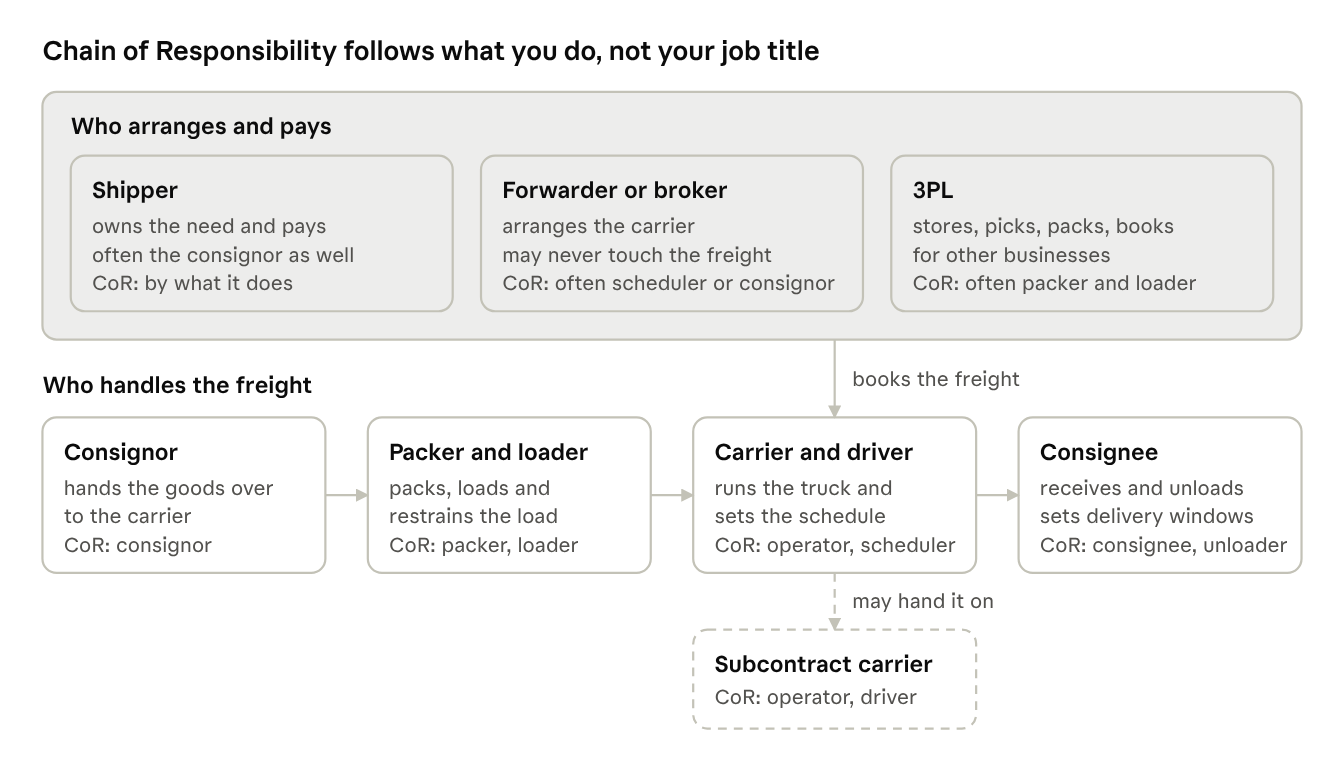 Chain of Responsibility follows what you do, not your job title
Who arranges and pays
Shipper
owns the need and pays
often the consignor as well
CoR: by what it does
Forwarder or broker
arranges the carrier
may never touch the freight
CoR: often scheduler or consignor
3PL
stores, picks, packs, books
for other businesses
CoR: often packer and loader
books the freight
Who handles the freight
Consignor
hands the goods over
to the carrier
CoR: consignor
Packer and loader
packs, loads and
restrains the load
CoR: packer, loader
Carrier and driver
runs the truck and
sets the schedule
CoR: operator, scheduler
Consignee
receives and unloads
sets delivery windows
CoR: consignee, unloader
may hand it on
Subcontract carrier
CoR: operator, driver